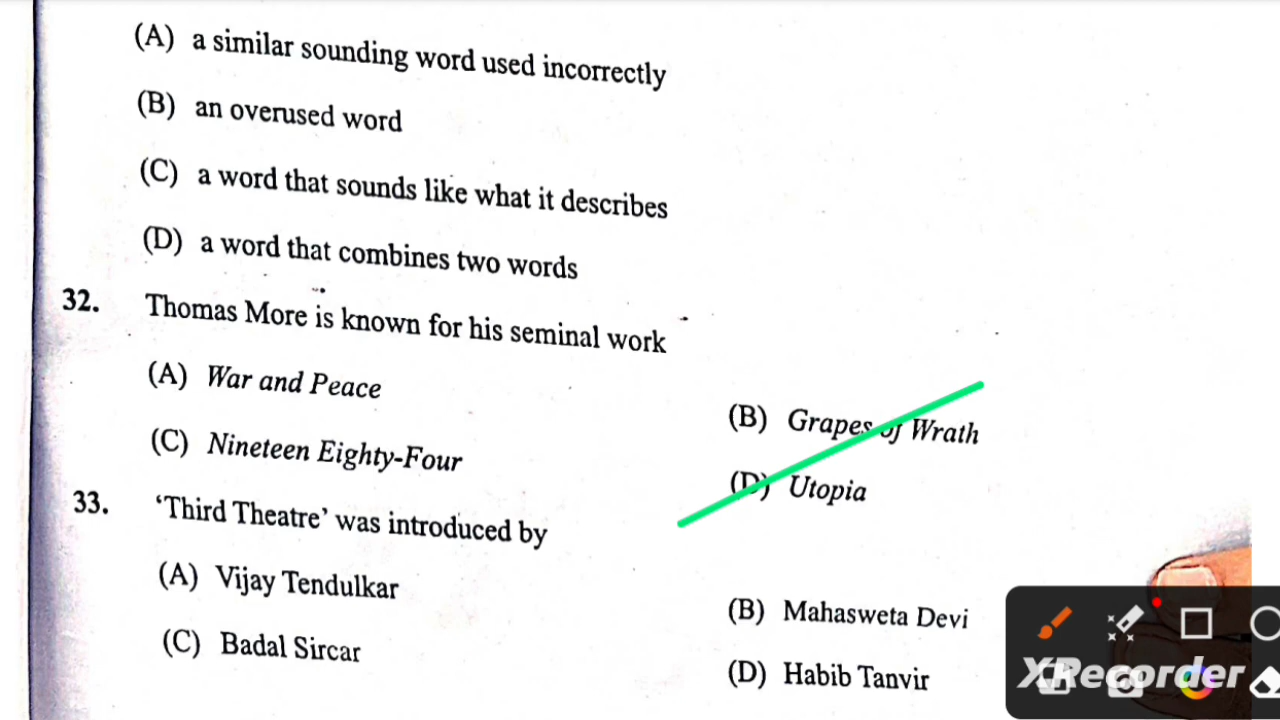 (A) a similar sounding word used incorrectly
(B) an overused word
(C) a word that sounds like what it describes
(D) a word that combines two words
32. Thomas More is known for his seminal work
(A) War and Peace
(B) Grapes of Wrath
(C) Nineteen Eighty-Four
(D) Utopia
33. ‘Third Theatre’ was introduced by
(A) Vijay Tendulkar
(B) Mahasweta Devi
(C) Badal Sircar
(D) Habib Tanvir
XRecorder